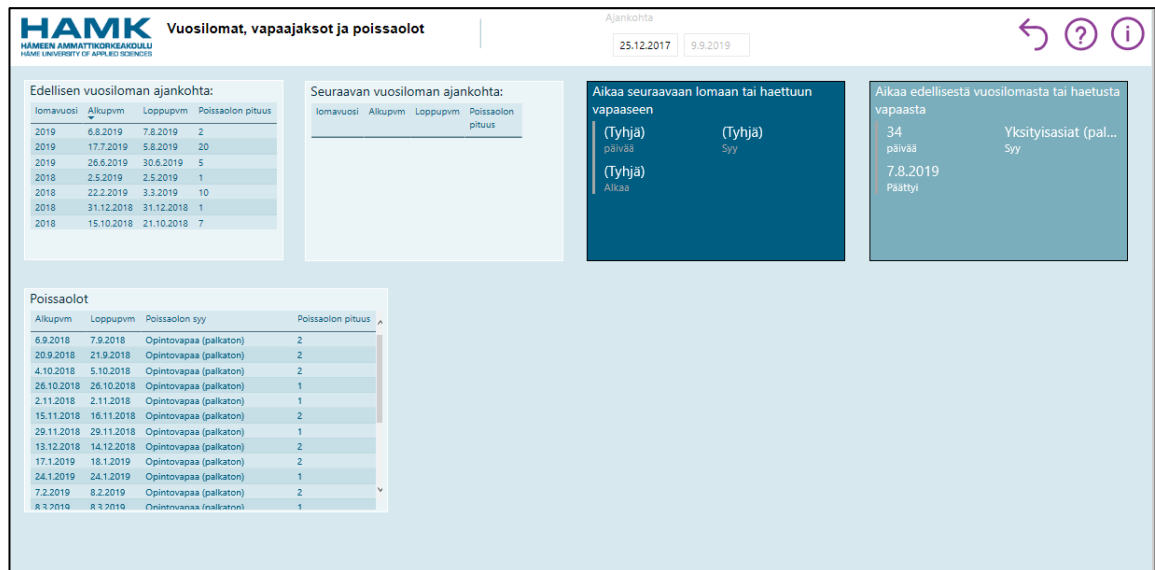 HAMK
HÄMEEN AMMATTIKORKEAKOULU
HÄME UNIVERSITY OF APPLIED SCIENCES
Vuosilomat, vapaajaksot ja poissaolot
Ajankohta
25.12.2017 9.9.2019
Edellisen vuosiloman ajankohta:
lomavuosi Alkupvm Loppupvm Poissaolon pituus
2019 6.8.2019 7.8.2019 2
2019 17.7.2019 5.8.2019 20
2019 26.6.2019 30.6.2019 5
2018 2.5.2019 2.5.2019 1
2018 22.2.2019 3.3.2019 10
2018 31.12.2018 31.12.2018 1
2018 15.10.2018 21.10.2018 7
Seuraavan vuosiloman ajankohta:
lomavuosi Alkupvm Loppupvm Poissaolon
pituus
Aikaa seuraavaan lomaan tai haettuun
vapaaseen
(Tyhjä) (Tyhjä)
päivää Syy
(Tyhjä)
Alkaa
Aikaa edellisestä vuosilomasta tai haetusta
vapaasta
34 Yksityisasiat (pal...
päivää Syy
7.8.2019
Päättyi
Poissaolot
Alkupvm Loppupvm Poissaolon syy Poissaolon pituus
6.9.2018 7.9.2018 Opintovapaa (palkaton) 2
20.9.2018 21.9.2018 Opintovapaa (palkaton) 2
4.10.2018 5.10.2018 Opintovapaa (palkaton) 2
26.10.2018 26.10.2018 Opintovapaa (palkaton) 1
2.11.2018 2.11.2018 Opintovapaa (palkaton) 1
15.11.2018 16.11.2018 Opintovapaa (palkaton) 2
29.11.2018 29.11.2018 Opintovapaa (palkaton) 1
13.12.2018 14.12.2018 Opintovapaa (palkaton) 2
17.1.2019 18.1.2019 Opintovapaa (palkaton) 2
24.1.2019 24.1.2019 Opintovapaa (palkaton) 1
7.2.2019 8.2.2019 Opintovapaa (palkaton) 2
8.3.2019 8.3.2019 Opintovapaa (palkaton) 1